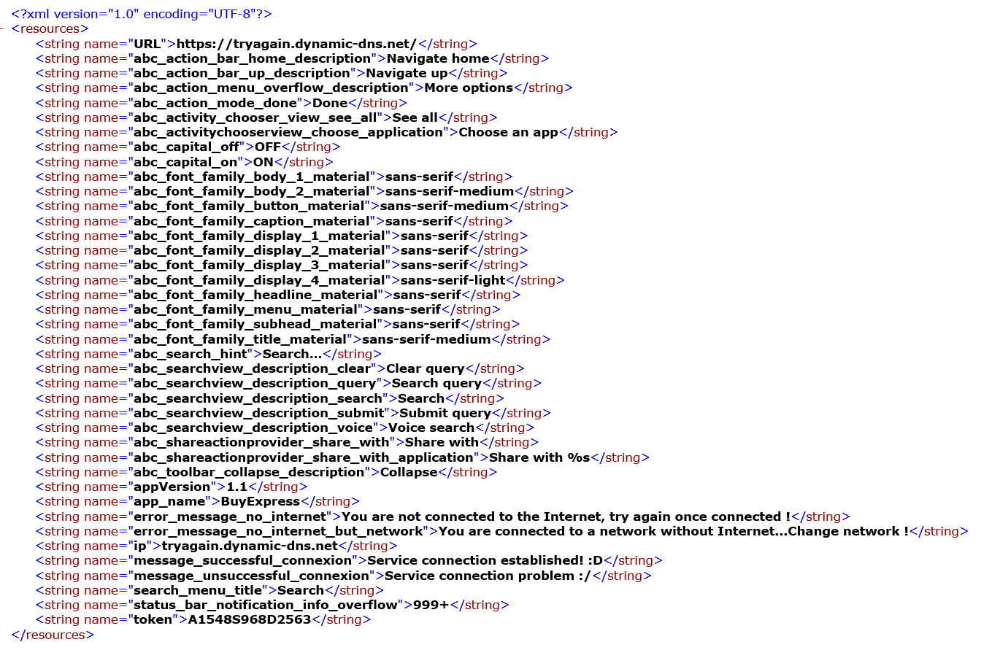 <?xml version="1.0" encoding="UTF-8"?>
- <resources>
<string name="URL">https://tryagain.dynamic-dns.net/</string>
<string name="abc_action_bar_home_description">Navigate home</string>
<string name="abc_action_bar_up_description">Navigate up</string>
<string name="abc_action_menu_overflow_description">More options</string>
<string name="abc_action_mode_done">Done</string>
<string name="abc_activity_chooser_view_see_all">See all</string>
<string name="abc_activitychooserview_choose_application">Choose an app</string>
<string name="abc_capital_off">OFF</string>
<string name="abc_capital_on">ON</string>
<string name="abc_font_family_body_1_material">sans-serif</string>
<string name="abc_font_family_body_2_material">sans-serif-medium</string>
<string name="abc_font_family_button_material">sans-serif-medium</string>
<string name="abc_font_family_caption_material">sans-serif</string>
<string name="abc_font_family_display_1_material">sans-serif</string>
<string name="abc_font_family_display_2_material">sans-serif</string>
<string name="abc_font_family_display_3_material">sans-serif</string>
<string name="abc_font_family_display_4_material">sans-serif-light</string>
<string name="abc_font_family_headline_material">sans-serif</string>
<string name="abc_font_family_menu_material">sans-serif</string>
<string name="abc_font_family_subhead_material">sans-serif</string>
<string name="abc_font_family_title_material">sans-serif-medium</string>
<string name="abc_search_hint">Search…</string>
<string name="abc_searchview_description_clear">Clear query</string>
<string name="abc_searchview_description_query">Search query</string>
<string name="abc_searchview_description_search">Search</string>
<string name="abc_searchview_description_submit">Submit query</string>
<string name="abc_searchview_description_voice">Voice search</string>
<string name="abc_shareactionprovider_share_with">Share with</string>
<string name="abc_shareactionprovider_share_with_application">Share with %s</string>
<string name="abc_toolbar_collapse_description">Collapse</string>
<string name="appVersion">1.1</string>
<string name="app_name">BuyExpress</string>
<string name="error_message_no_internet">You are not connected to the Internet, try again once connected !</string>
<string name="error_message_no_internet_but_network">You are connected to a network without Internet...Change network !</string>
<string name="ip">tryagain.dynamic-dns.net</string>
<string name="message_successful_connexion">Service connection established! :D</string>
<string name="message_unsuccessful_connexion">Service connection problem :/</string>
<string name="search_menu_title">Search</string>
<string name="status_bar_notification_info_overflow">999+</string>
<string name="token">A1548S968D2563</string>
</resources>